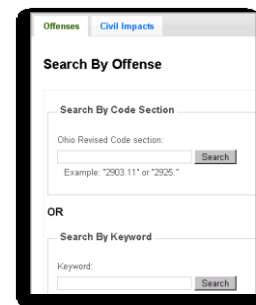 Offenses Civil Impacts
Search By Offense
Search By Code Section
Ohio Revised Code section:
Search
Example: "2903.11" or "2925."
OR
Search By Keyword
Keyword:
Search